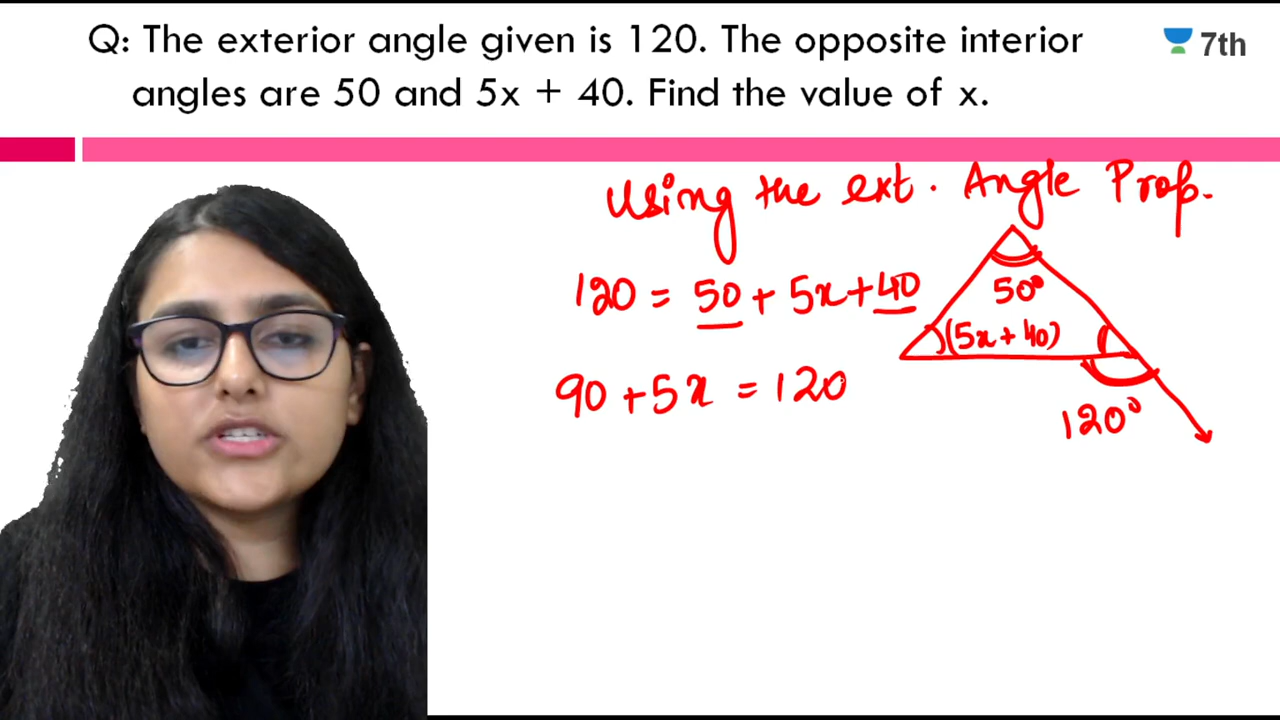 Q: The exterior angle given is 120. The opposite interior
angles are 50 and 5x + 40. Find the value of x.
7th
Using the ext. Angle Prop.
120 = 50 + 5x + 40
50°
(5x + 40)
90 + 5x = 120
120°